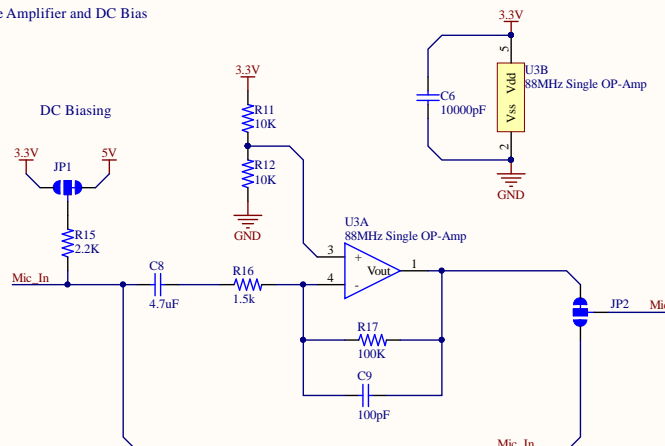 e Amplifier and DC Bias
3.3V
5
U3B
Vdd
88MHz Single OP-Amp
Vss
2
GND
C6
10000pF
3.3V
R11
10K
R12
10K
GND
DC Biasing
3.3V
5V
JP1
R15
2.2K
Mic_In
C8
4.7uF
R16
1.5k
U3A
88MHz Single OP-Amp
3
+
Vout
1
4
-
R17
100K
C9
100pF
JP2
Mic
Mic_In